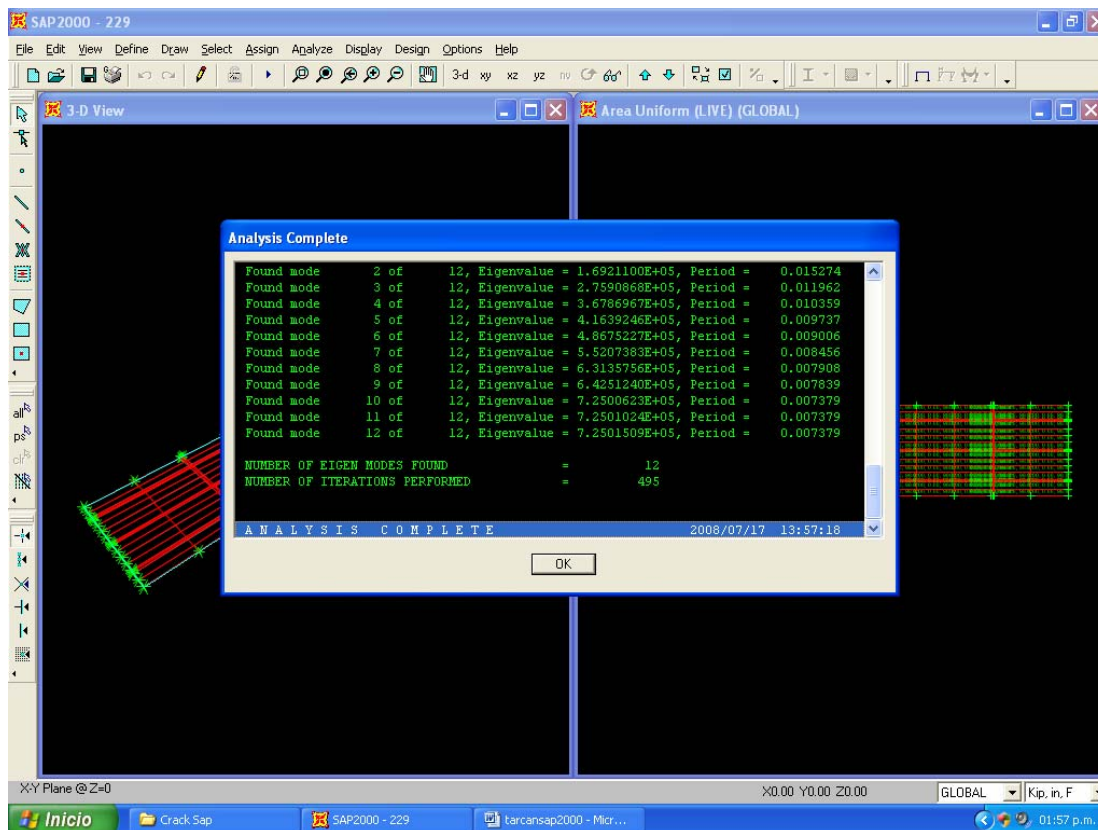 SAP2000 - 229
File Edit View Define Draw Select Assign Analyze Display Design Options Help
3-d xy xz yz nv
3-D View
Area Uniform (LIVE) (GLOBAL)
all
ps
clr
Analysis Complete
Found mode 2 of 12, Eigenvalue = 1.6921100E+05, Period = 0.015274
Found mode 3 of 12, Eigenvalue = 2.7590868E+05, Period = 0.011962
Found mode 4 of 12, Eigenvalue = 3.6786967E+05, Period = 0.010359
Found mode 5 of 12, Eigenvalue = 4.1639246E+05, Period = 0.009737
Found mode 6 of 12, Eigenvalue = 4.8675227E+05, Period = 0.009006
Found mode 7 of 12, Eigenvalue = 5.5207383E+05, Period = 0.008456
Found mode 8 of 12, Eigenvalue = 6.3135756E+05, Period = 0.007908
Found mode 9 of 12, Eigenvalue = 6.4251240E+05, Period = 0.007839
Found mode 10 of 12, Eigenvalue = 7.2500623E+05, Period = 0.007379
Found mode 11 of 12, Eigenvalue = 7.2501024E+05, Period = 0.007379
Found mode 12 of 12, Eigenvalue = 7.2501509E+05, Period = 0.007379
NUMBER OF EIGEN MODES FOUND = 12
NUMBER OF ITERATIONS PERFORMED = 495
A N A L Y S I S C O M P L E T E 2008/07/17 13:57:18
OK
X-Y Plane @ Z=0
X0.00 Y0.00 Z0.00
GLOBAL
Kip, in, F
Inicio
Crack Sap
SAP2000 - 229
tarcansap2000 - Micr...
01:57 p.m.